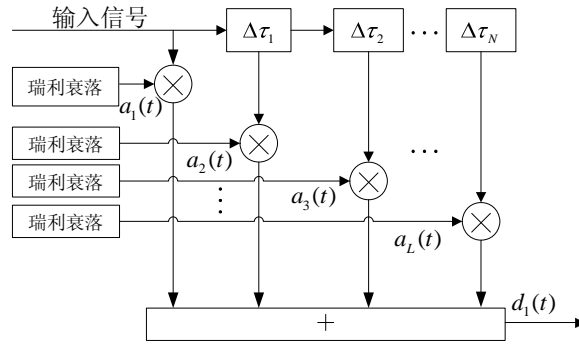 输入信号
Δτ₁
Δτ₂
···
Δτ_N
瑞利衰落
a₁(t)
瑞利衰落
a₂(t)
···
瑞利衰落
a₃(t)
瑞利衰落
a_L(t)
+
d₁(t)